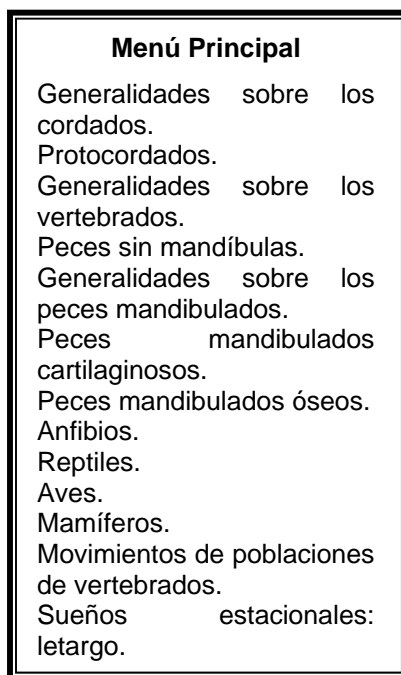 Menú Principal
Generalidades sobre los
cordados.
Protocordados.
Generalidades sobre los
vertebrados.
Peces sin mandíbulas.
Generalidades sobre los
peces mandibulados.
Peces mandibulados
cartilaginosos.
Peces mandibulados óseos.
Anfibios.
Reptiles.
Aves.
Mamíferos.
Movimientos de poblaciones
de vertebrados.
Sueños estacionales:
letargo.